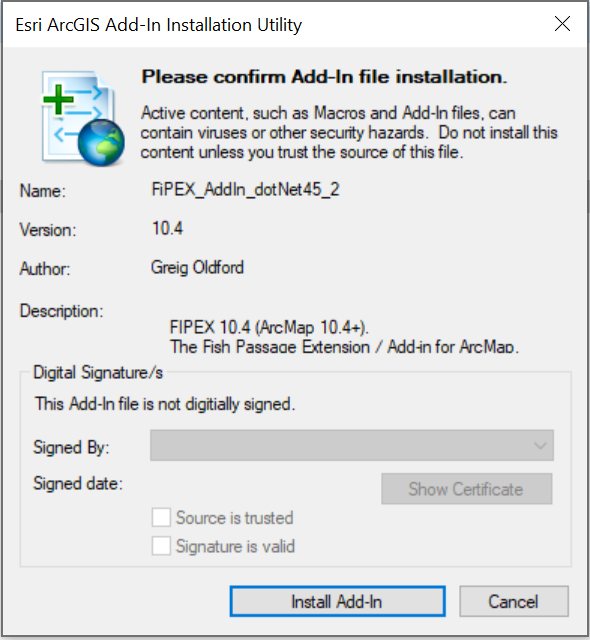 Esri ArcGIS Add-In Installation Utility
Please confirm Add-In file installation.
Active content, such as Macros and Add-In files, can
contain viruses or other security hazards. Do not install this
content unless you trust the source of this file.
Name: FiPEX_AddIn_dotNet45_2
Version: 10.4
Author: Greig Oldford
Description:
FIPEX 10.4 (ArcMap 10.4+).
The Fish Passage Extension / Add-in for ArcMap.
Digital Signature/s
This Add-In file is not digitially signed.
Signed By:
Signed date:
Show Certificate
Source is trusted
Signature is valid
Install Add-In Cancel